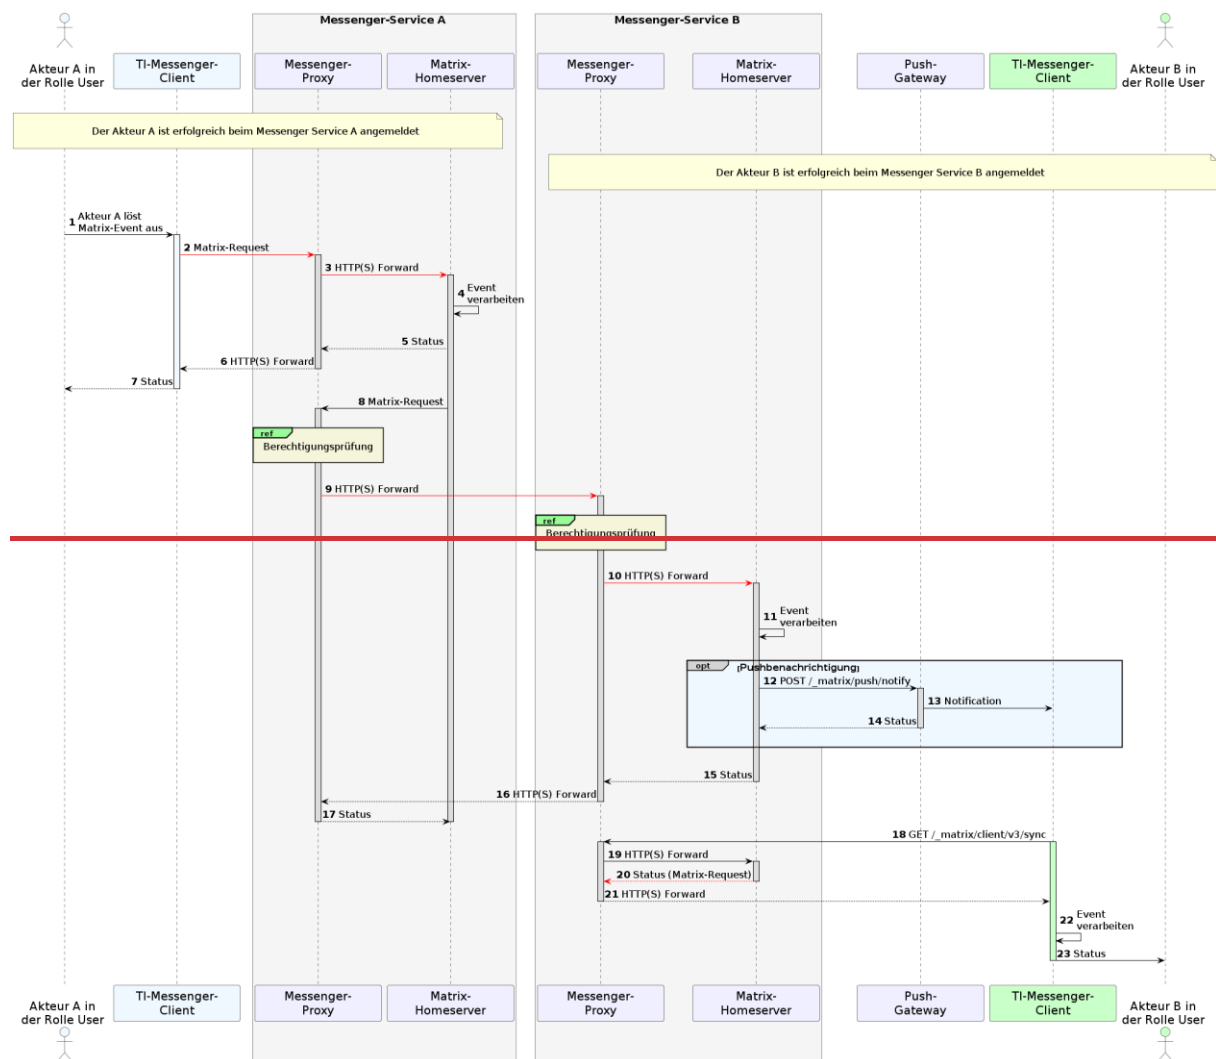 Messenger-Service A
Messenger-Service B
Akteur A in
der Rolle User
TI-Messenger-
Client
Messenger-
Proxy
Matrix-
Homeserver
Messenger-
Proxy
Matrix-
Homeserver
Push-
Gateway
TI-Messenger-
Client
Akteur B in
der Rolle User
Der Akteur A ist erfolgreich beim Messenger Service A angemeldet
Der Akteur B ist erfolgreich beim Messenger Service B angemeldet
1 Akteur A löst
Matrix-Event aus
2 Matrix-Request
3 HTTP(S) Forward
4 Event
verarbeiten
5 Status
6 HTTP(S) Forward
7 Status
8 Matrix-Request
ref
Berechtigungsprüfung
9 HTTP(S) Forward
ref
Berechtigungsprüfung
10 HTTP(S) Forward
11 Event
verarbeiten
opt [Pushbenachrichtigung]
12 POST /_matrix/push/notify
13 Notification
14 Status
15 Status
16 HTTP(S) Forward
17 Status
18 GET /_matrix/client/v3/sync
19 HTTP(S) Forward
20 Status (Matrix-Request)
21 HTTP(S) Forward
22 Event
verarbeiten
23 Status
Akteur A in
der Rolle User
TI-Messenger-
Client
Messenger-
Proxy
Matrix-
Homeserver
Messenger-
Proxy
Matrix-
Homeserver
Push-
Gateway
TI-Messenger-
Client
Akteur B in
der Rolle User